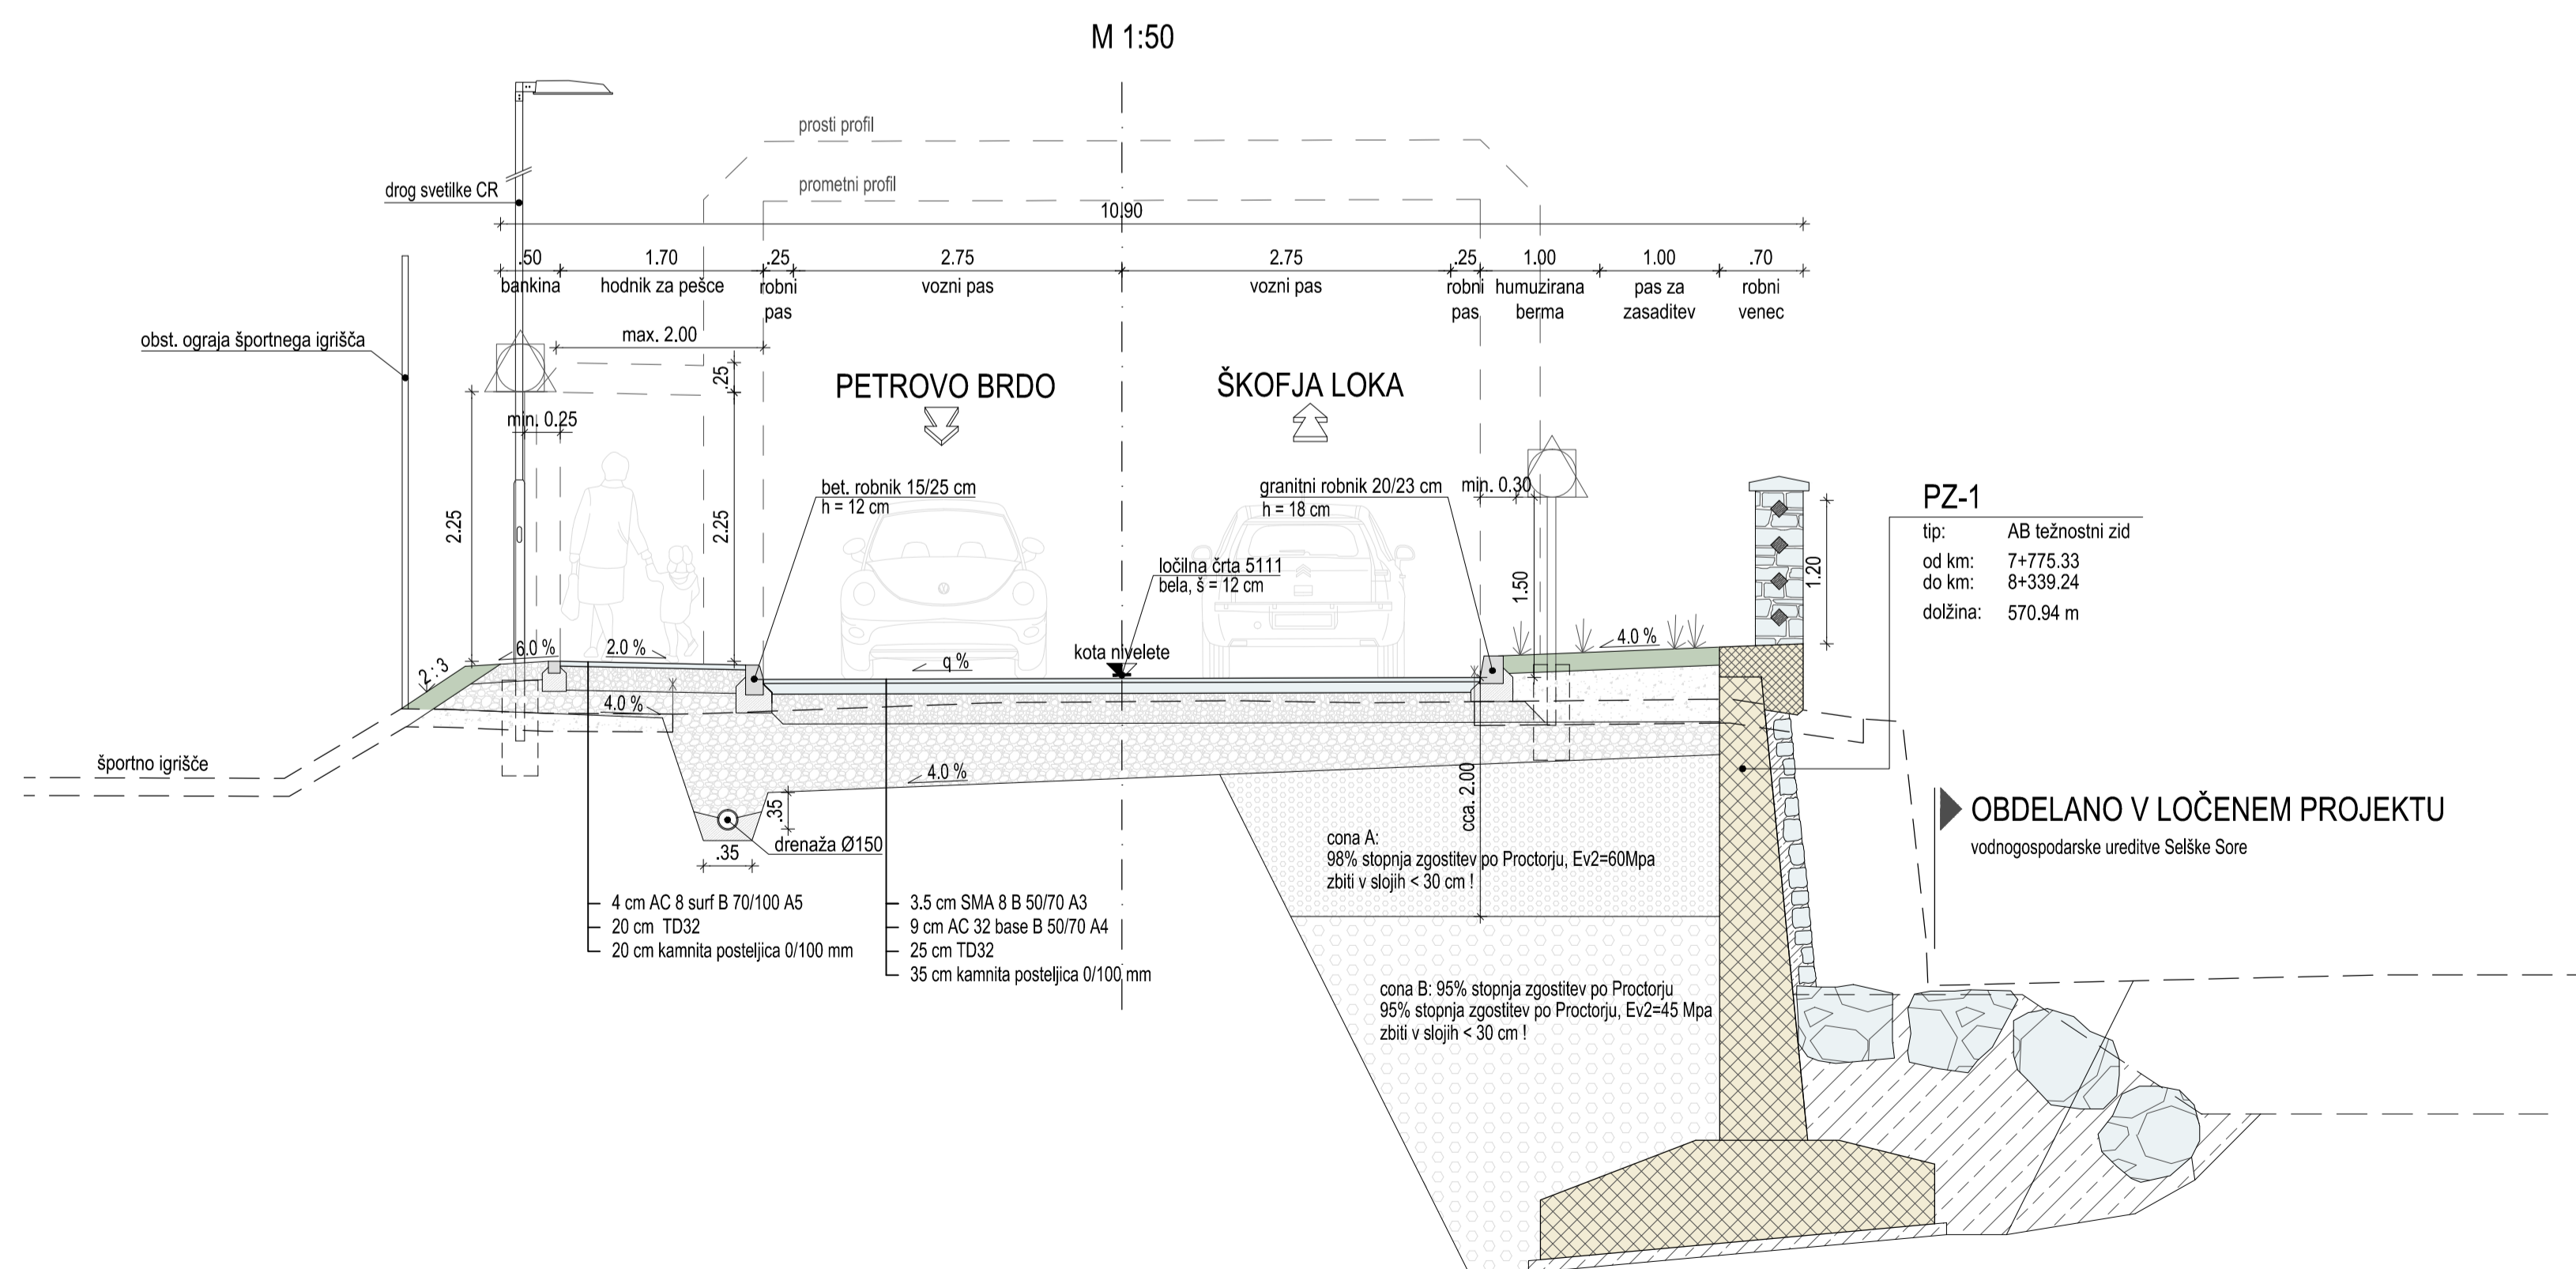 M 1:50
prosti profil
prometni profil
drog svetilke CR
10.90
.50
1.70
.25
2.75
2.75
.25
1.00
1.00
.70
bankina
hodnik za pešce
robni
pas
vozni pas
vozni pas
robni
pas
humuzirana
berma
pas za
zasaditev
robni
venec
max. 2.00
obst. ograja športnega igrišča
.25
PETROVO BRDO
ŠKOFJA LOKA
min. 0.25
2.25
2.25
bet. robnik 15/25 cm
h = 12 cm
granitni robnik 20/23 cm
h = 18 cm
min. 0.30
ločilna črta 5111
bela, š = 12 cm
1.50
1.20
PZ-1
tip: AB težnostni zid
od km: 7+775.33
do km: 8+339.24
dolžina: 570.94 m
2:3
6.0 %
2.0 %
q %
kota nivelete
4.0 %
4.0 %
4.0 %
športno igrišče
.35
.35
drenaža Ø150
cca. 2.00
cona A:
98% stopnja zgostitev po Proctorju, Ev2=60Mpa
zbiti v slojih < 30 cm !
OBDELANO V LOČENEM PROJEKTU
vodnogospodarske ureditve Selške Sore
4 cm AC 8 surf B 70/100 A5
20 cm TD32
20 cm kamnita posteljica 0/100 mm
3.5 cm SMA 8 B 50/70 A3
9 cm AC 32 base B 50/70 A4
25 cm TD32
35 cm kamnita posteljica 0/100 mm
cona B: 95% stopnja zgostitev po Proctorju
95% stopnja zgostitev po Proctorju, Ev2=45 Mpa
zbiti v slojih < 30 cm !